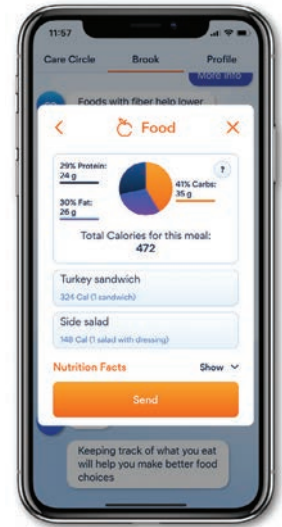 11:57
Care Circle Brook Profile
More info
Foods with fiber help lower
Food
29% Protein:
24 g
?
41% Carbs:
35 g
30% Fat:
26 g
Total Calories for this meal:
472
Turkey sandwich
324 Cal (1 sandwich)
Side salad
148 Cal (1 salad with dressing)
Nutrition Facts Show
Send
Keeping track of what you eat
will help you make better food
choices